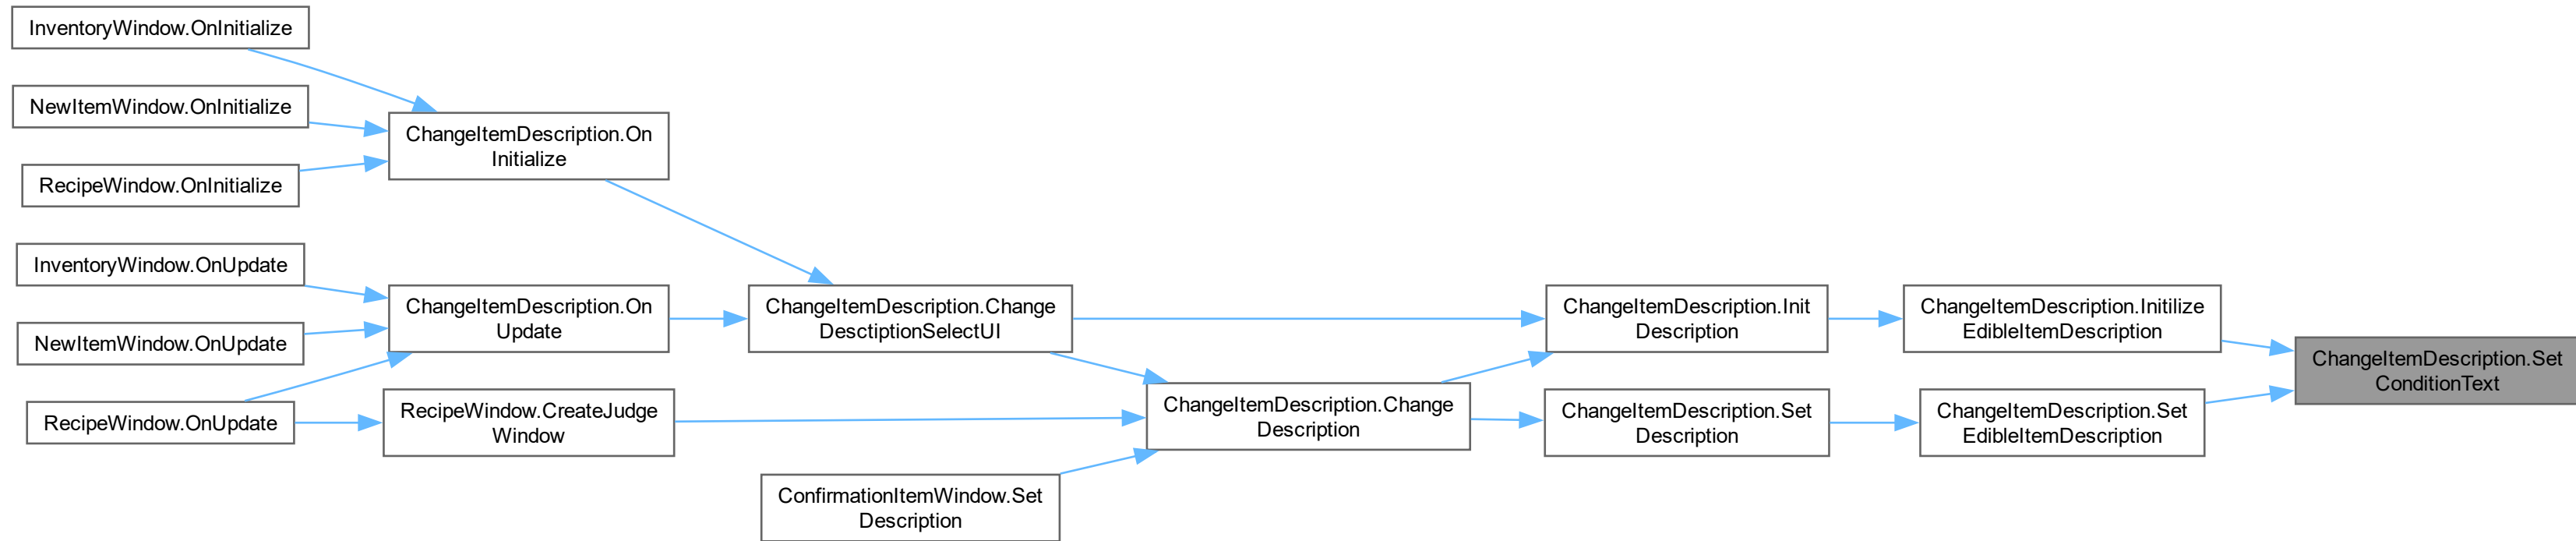 InventoryWindow.OnInitialize
NewItemWindow.OnInitialize
RecipeWindow.OnInitialize
ChangeItemDescription.On
Initialize
InventoryWindow.OnUpdate
NewItemWindow.OnUpdate
RecipeWindow.OnUpdate
ChangeItemDescription.On
Update
RecipeWindow.CreateJudge
Window
ChangeItemDescription.Change
DesctiptionSelectUI
ConfirmationItemWindow.Set
Description
ChangeItemDescription.Change
Description
ChangeItemDescription.Init
Description
ChangeItemDescription.Set
Description
ChangeItemDescription.Initilize
EdibleItemDescription
ChangeItemDescription.Set
EdibleItemDescription
ChangeItemDescription.Set
ConditionText